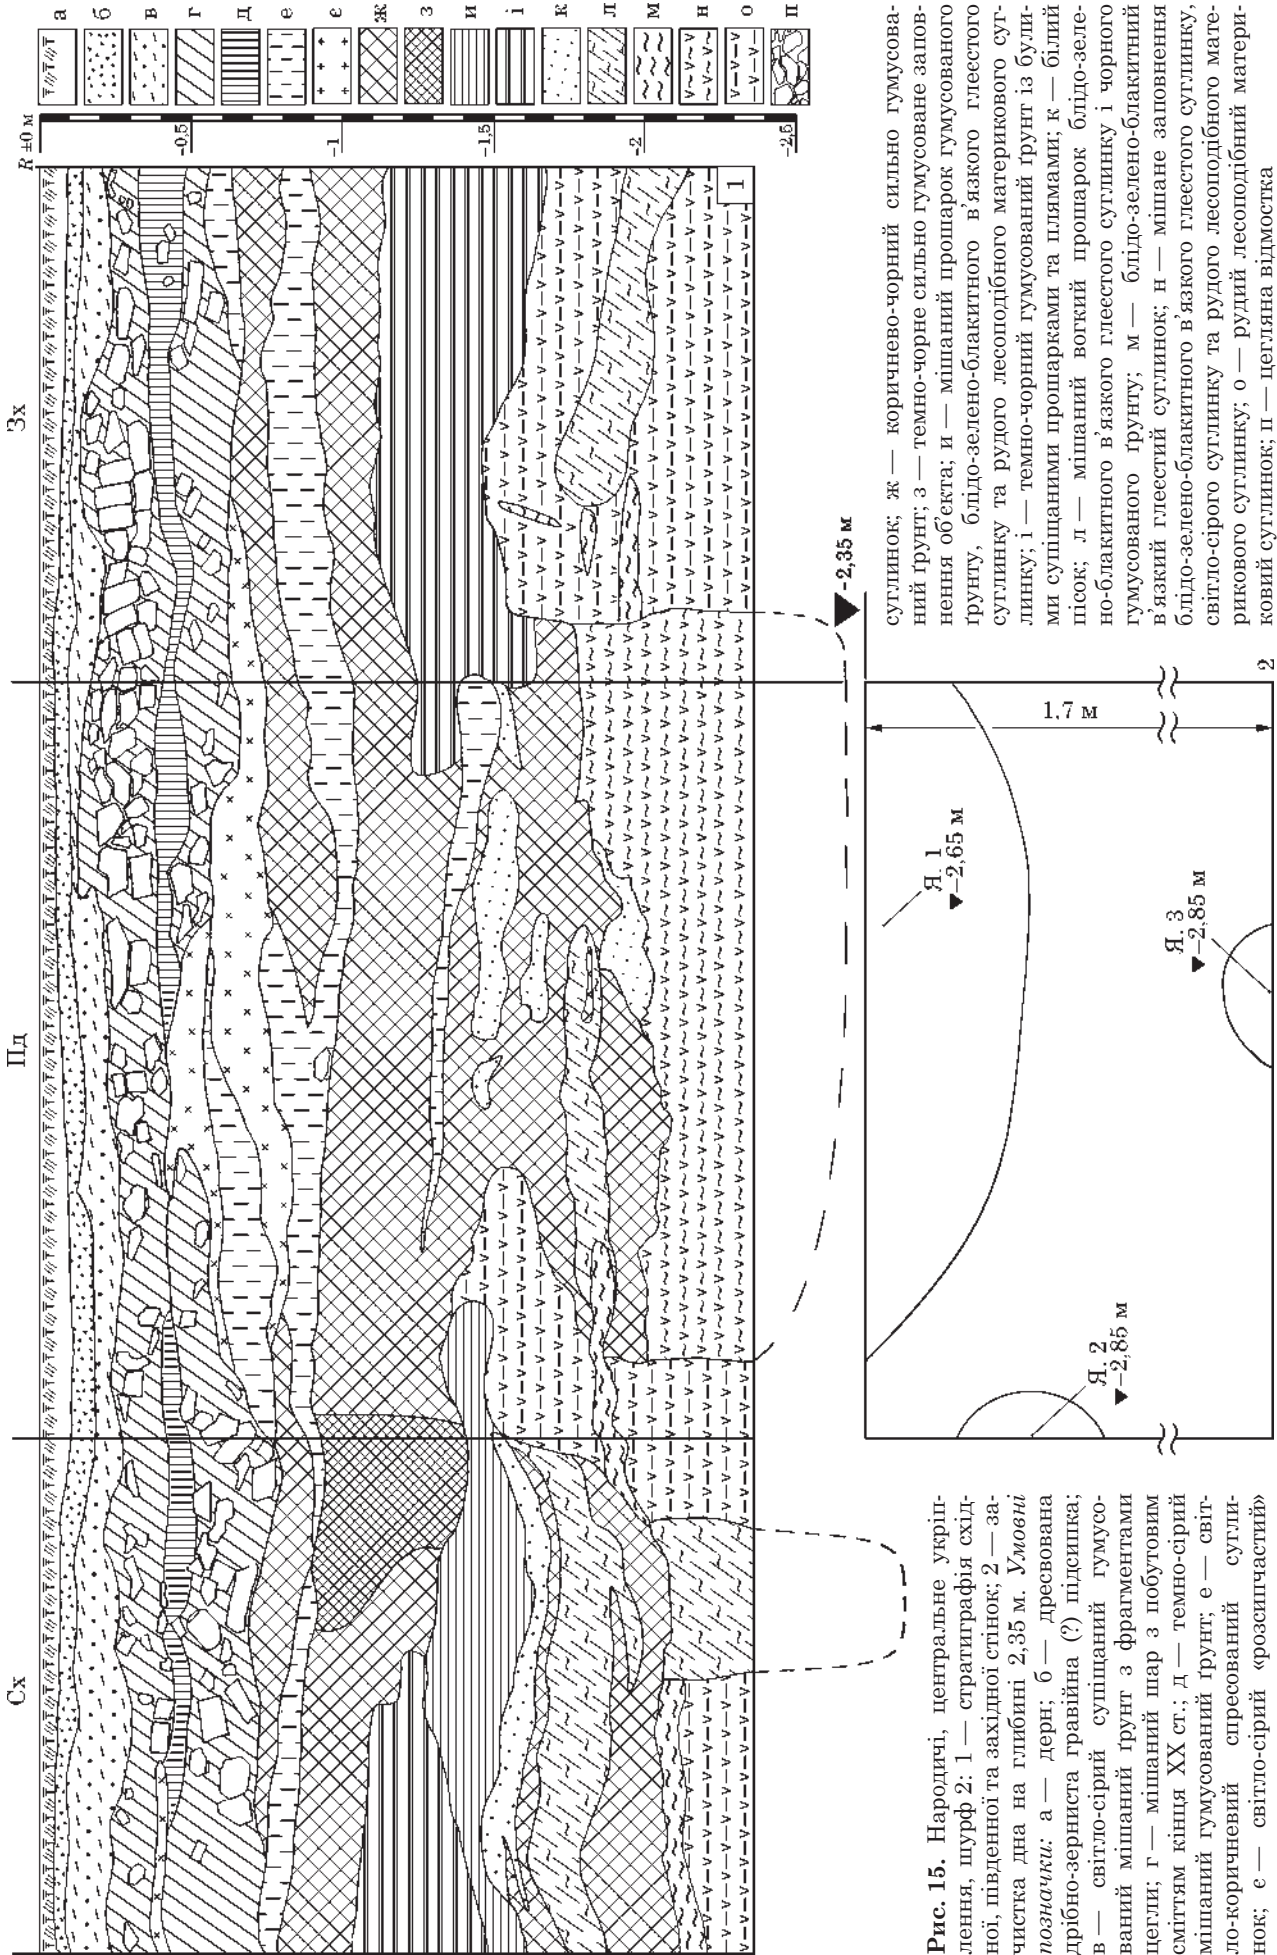 Сх
Пд
Зх
R ±0 м
-0,5
-1
-1,5
-2
-2,5
а
б
в
г
д
е
є
ж
з
и
і
к
л
м
н
о
п
1
-2,35 м
1,7 м
Я. 1
-2,65 м
Я. 2
-2,85 м
Я. 3
-2,85 м
2
Рис. 15. Народичі, центральне укріп-
лення, шурф 2: 1 — стратиграфія схід-
ної, південної та західної стінок; 2 — за-
чистка дна на глибині 2,35 м. Умовні
позначки: а — дерн; б — дресвована
дрібно-зерниста гравійна (?) підсипка;
в — світло-сірий супіщаний гумусо-
ваний мішаний ґрунт з фрагментами
цегли; г — мішаний шар з побутовим
сміттям кінця XX ст.; д — темно-сірий
мішаний гумусований ґрунт; е — світ-
ло-коричневий спресований сугли-
нок; є — світло-сірий «розсипчастий»
суглинок; ж — коричнево-чорний сильно гумусова-
ний ґрунт; з — темно-чорне сильно гумусоване запов-
нення об'єкта; и — мішаний прошарок гумусованого
ґрунту, блідо-зелено-блакитного в'язкого глеестого
суглинку та рудого лесоподібного материкового суг-
линку; і — темно-чорний гумусований ґрунт із були-
ми супіщаними прошарками та плямами; к — білий
пісок; л — мішаний вогкий прошарок блідо-зеле-
но-блакитного в'язкого глеестого суглинку і чорного
гумусованого ґрунту; м — блідо-зелено-блакитний
в'язкий глеестий суглинок; н — мішане заповнення
блідо-зелено-блакитного в'язкого глеестого суглинку,
світло-сірого суглинку та рудого лесоподібного мате-
рикового суглинку; о — рудий лесоподібний матери-
ковий суглинок; п — цегляна відмостка